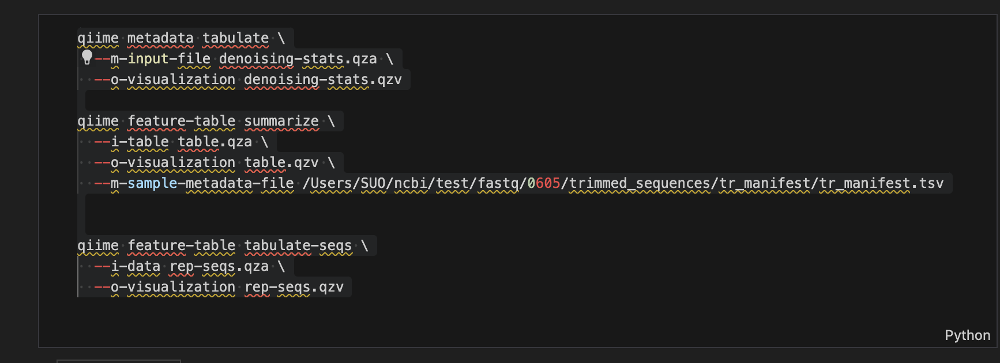 qiime metadata tabulate \
--m-input-file denoising-stats.qza \
--o-visualization denoising-stats.qzv
qiime feature-table summarize \
--i-table table.qza \
--o-visualization table.qzv \
--m-sample-metadata-file /Users/SUO/ncbi/test/fastq/0605/trimmed_sequences/tr_manifest/tr_manifest.tsv
qiime feature-table tabulate-seqs \
--i-data rep-seqs.qza \
--o-visualization rep-seqs.qzv
Python